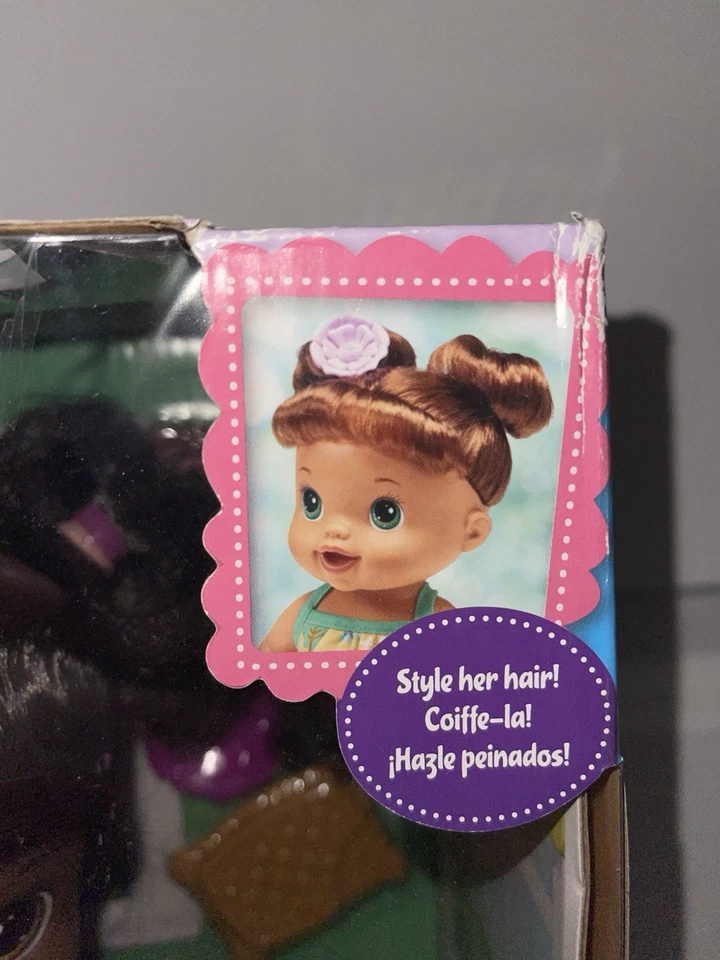 Style her hair!
Coiffe-la!
¡Hazle peinados!